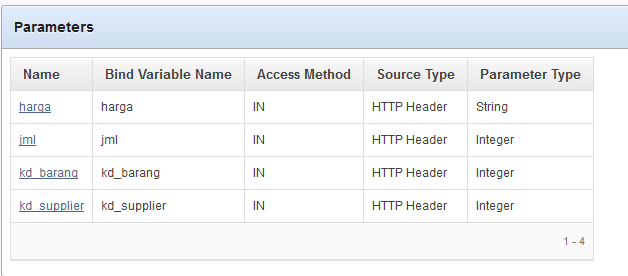 Parameters
Name Bind Variable Name Access Method Source Type Parameter Type
harga harga IN HTTP Header String
jml jml IN HTTP Header Integer
kd_barang kd_barang IN HTTP Header Integer
kd_supplier kd_supplier IN HTTP Header Integer
1 - 4